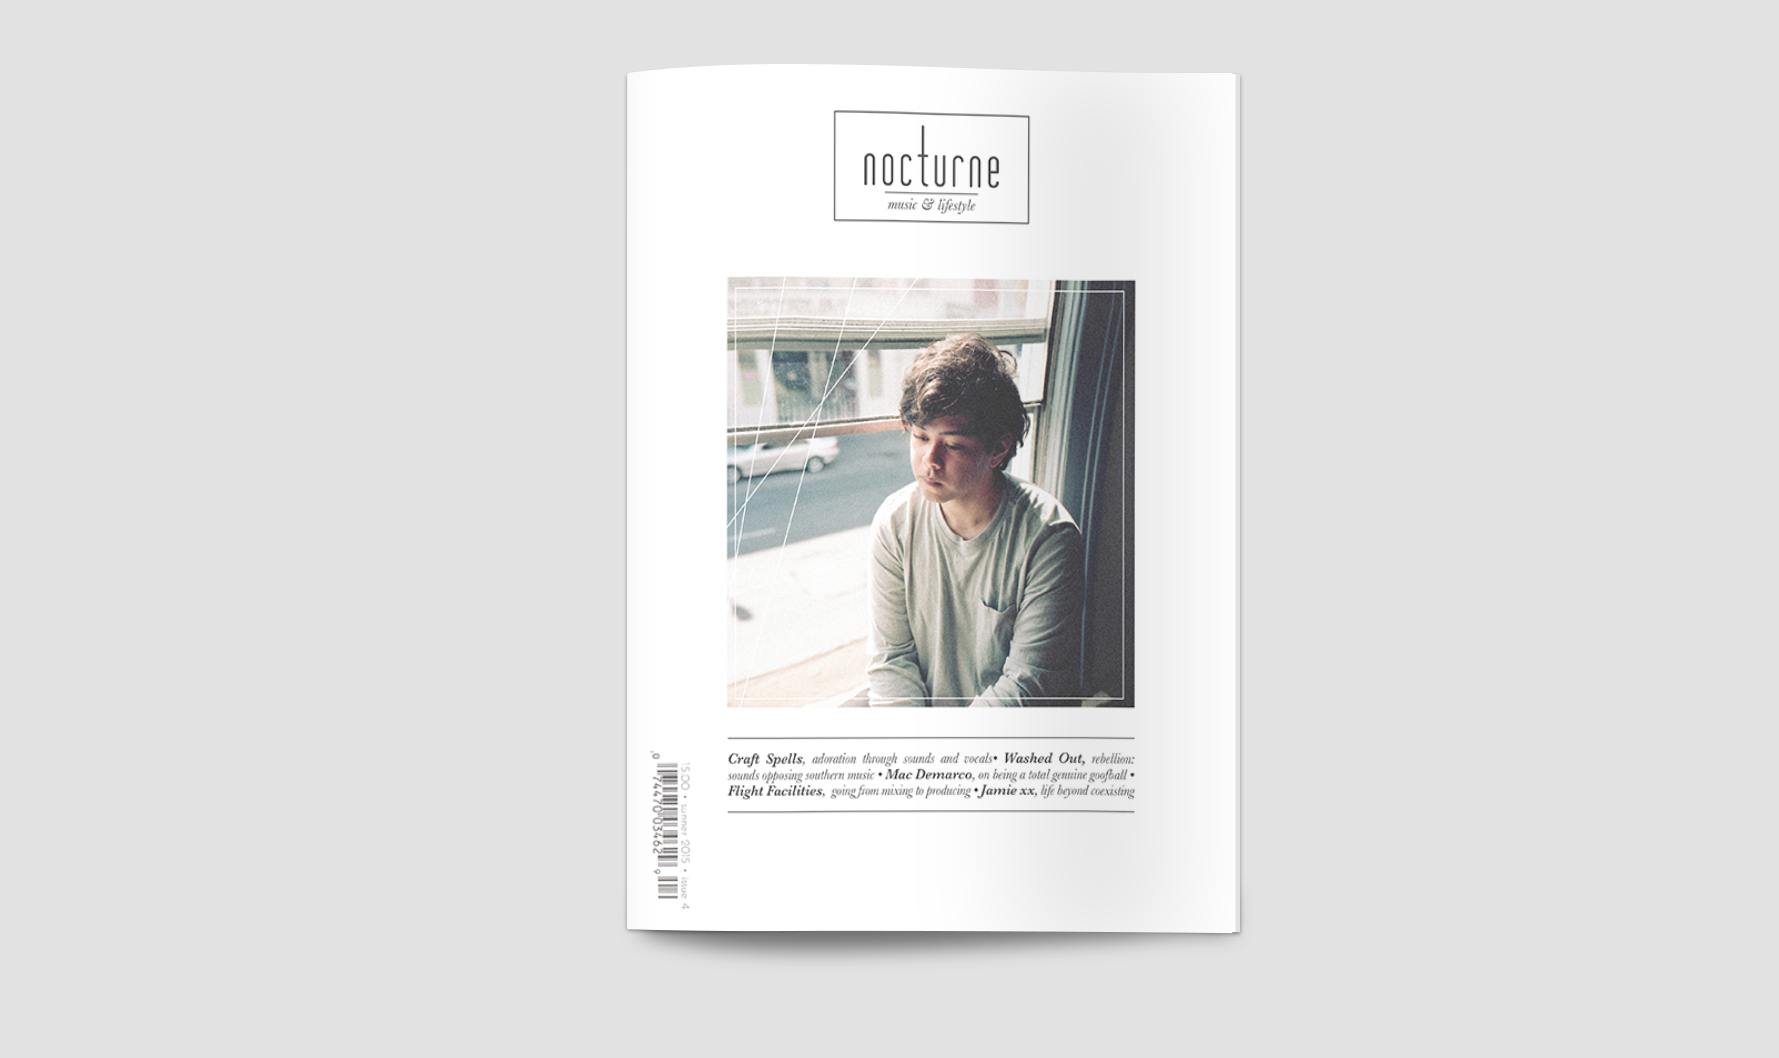 nocturne
music & lifestyle
Craft Spells, adoration through sounds and vocals• Washed Out, rebellion:
sounds opposing southern music • Mac Demarco, on being a total genuine goofball •
Flight Facilities, going from mixing to producing • Jamie xx, life beyond coexisting
15.00 • summer 2015 • issue 4
0 74470 03462 9